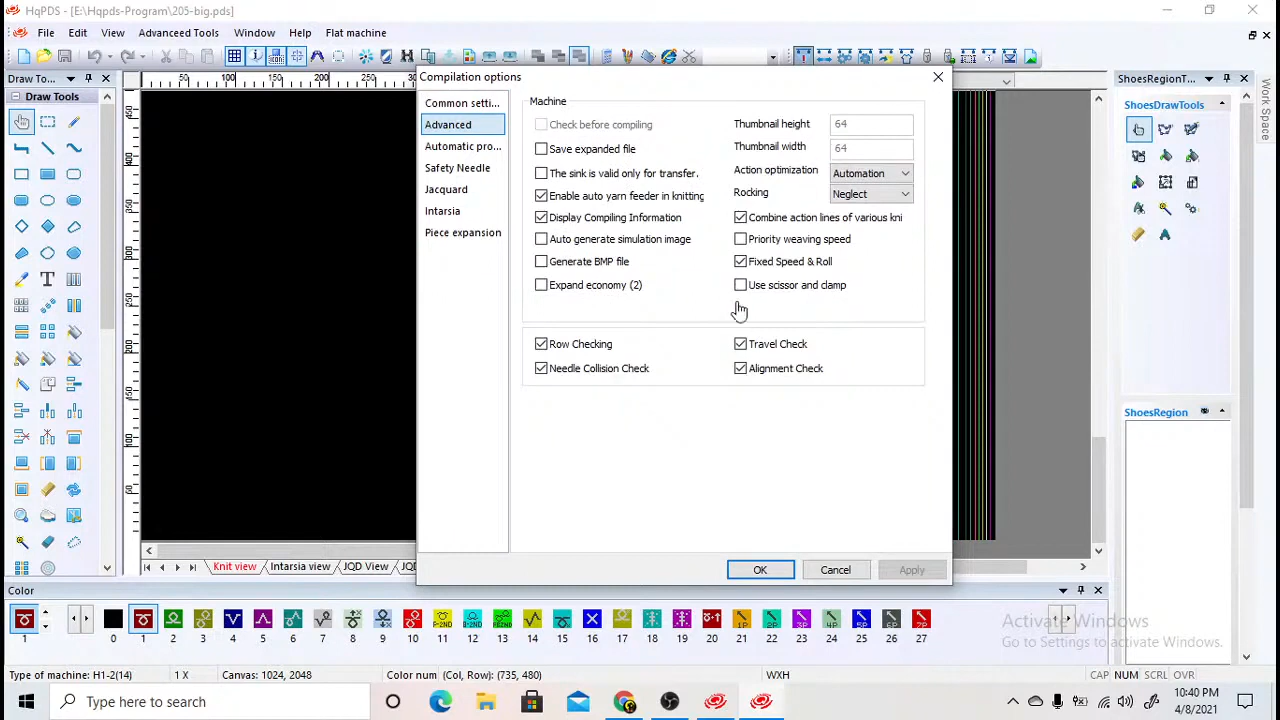 HqPDS - [E:\Hqpds-Program\205-big.pds]
File Edit View Advanceed Tools Window Help Flat machine
Draw To...
50 100 150 200 250 300
Draw Tools
Compilation options
Common setti...
Advanced
Automatic pro...
Safety Needle
Jacquard
Intarsia
Piece expansion
Machine
Check before compiling
Save expanded file
The sink is valid only for transfer.
Enable auto yarn feeder in knitting
Display Compiling Information
Auto generate simulation image
Generate BMP file
Expand economy (2)
Thumbnail height 64
Thumbnail width 64
Action optimization Automation
Rocking Neglect
Combine action lines of various kni
Priority weaving speed
Fixed Speed & Roll
Use scissor and clamp
Row Checking
Needle Collision Check
Travel Check
Alignment Check
OK Cancel Apply
ShoesRegionT...
ShoesDrawTools
ShoesRegion
Work Space
Knit view Intarsia view JQD View JQD
Color
1 0 1 2 3 4 5 6 7 8 9 10 11 12 13 14 15 16 17 18 19 20 21 22 23 24 25 26 27
Activate Windows
Go to Settings to activate Windows.
Type of machine: H1-2(14) 1 X Canvas: 1024, 2048 Color num (Col, Row): (735, 480) WXH CAP NUM SCRL OVR
Type here to search
10:40 PM
4/8/2021